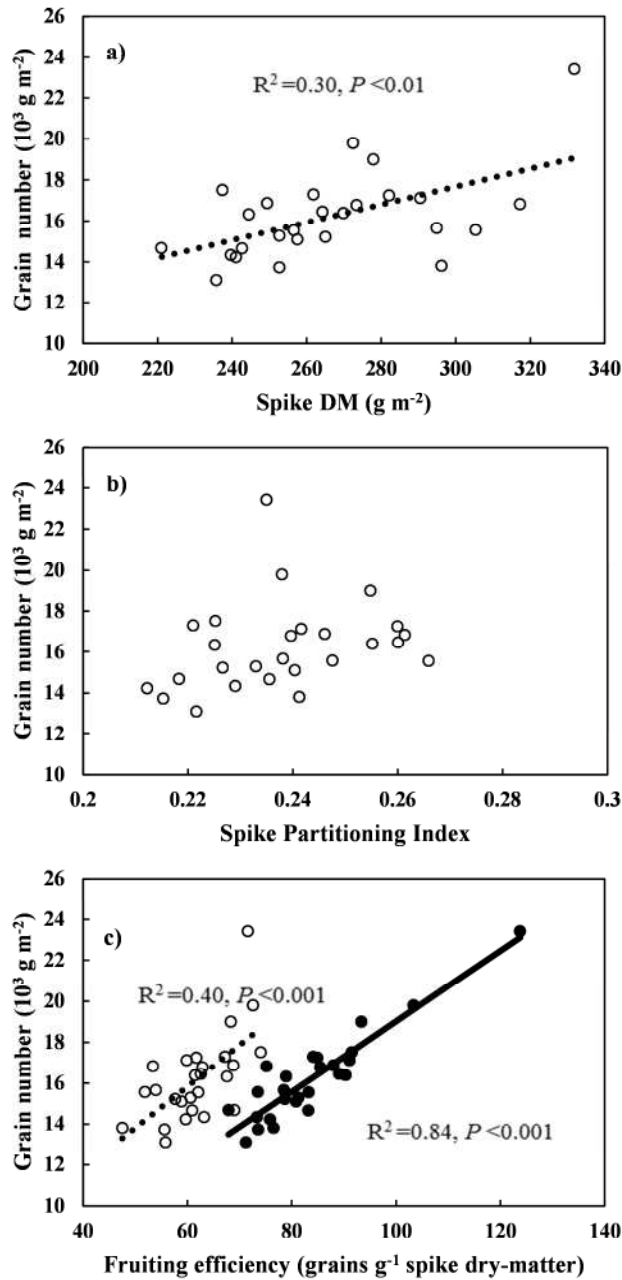 a)
R²=0.30, P <0.01
Grain number (10³ g m⁻²)
26
24
22
20
18
16
14
12
10
200 220 240 260 280 300 320 340
Spike DM (g m⁻²)
b)
Grain number (10³ g m⁻²)
26
24
22
20
18
16
14
12
10
0.2 0.22 0.24 0.26 0.28 0.3
Spike Partitioning Index
c)
R²=0.40, P <0.001
R²=0.84, P <0.001
Grain number (10³ g m⁻²)
26
24
22
20
18
16
14
12
10
40 60 80 100 120 140
Fruiting efficiency (grains g⁻¹ spike dry-matter)